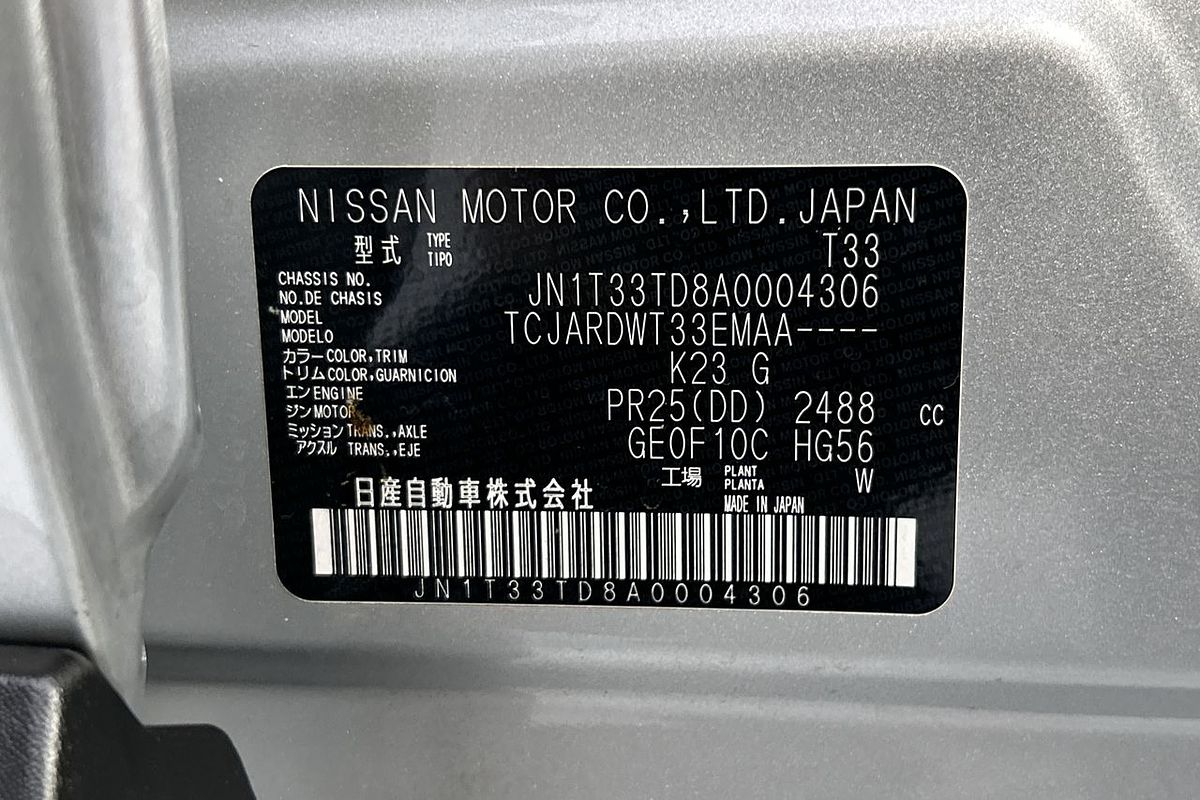 NISSAN MOTOR CO.,LTD.JAPAN
型式 TYPE TIPO T33
CHASSIS NO.
NO.DE CHASIS JN1T33TD8A0004306
MODEL
MODELO TCJARDWT33EMAA----
カラー COLOR,TRIM
トリム COLOR,GUARNICION K23 G
エン ENGINE
ジン MOTOR PR25(DD) 2488 CC
ミッション TRANS.,AXLE
アクスル TRANS.,EJE GE0F10C HG56
工場 PLANT PLANTA W
日産自動車株式会社 MADE IN JAPAN
JN1T33TD8A0004306